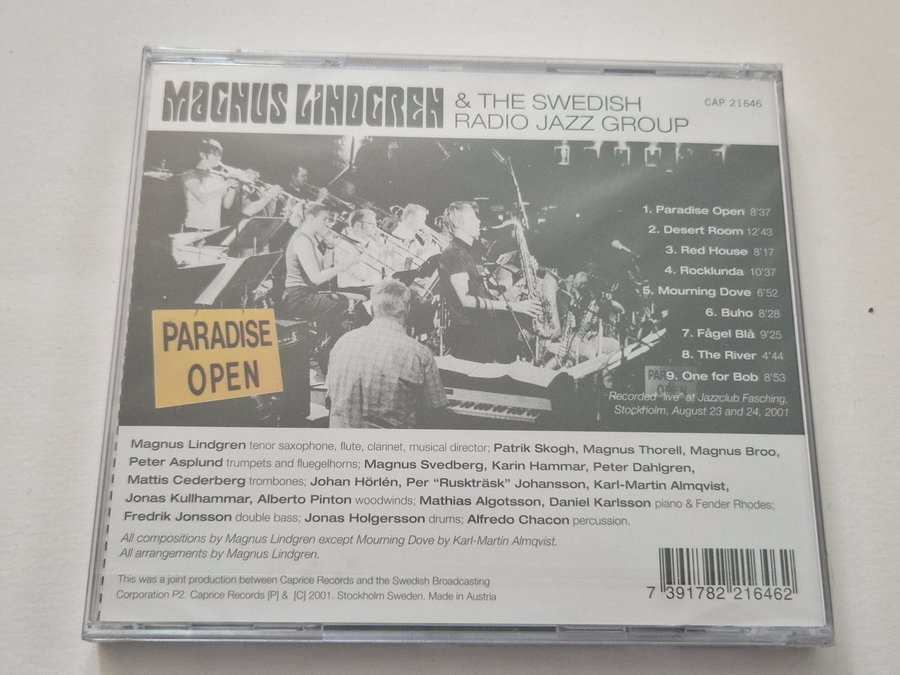 MAGNUS LINDGREN & THE SWEDISH
RADIO JAZZ GROUP
CAP 21646
1. Paradise Open 8'37
2. Desert Room 12'43
3. Red House 8'17
4. Rocklunda 10'37
5. Mourning Dove 6'52
6. Buho 8'28
7. Fågel Blå 9'25
8. The River 4'44
9. One for Bob 8'53
Recorded "live" at Jazzclub Fasching,
Stockholm, August 23 and 24, 2001
PARADISE
OPEN
Magnus Lindgren tenor saxophone, flute, clarinet, musical director; Patrik Skogh, Magnus Thorell, Magnus Broo,
Peter Asplund trumpets and fluegelhorns; Magnus Svedberg, Karin Hammar, Peter Dahlgren,
Mattis Cederberg trombones; Johan Hörlén, Per "Ruskträsk" Johansson, Karl-Martin Almqvist,
Jonas Kullhammar, Alberto Pinton woodwinds; Mathias Algotsson, Daniel Karlsson piano & Fender Rhodes;
Fredrik Jonsson double bass; Jonas Holgersson drums; Alfredo Chacon percussion.
All compositions by Magnus Lindgren except Mourning Dove by Karl-Martin Almqvist.
All arrangements by Magnus Lindgren.
This was a joint production between Caprice Records and the Swedish Broadcasting
Corporation P2. Caprice Records [P] & [C] 2001. Stockholm Sweden. Made in Austria
7 391782 216462